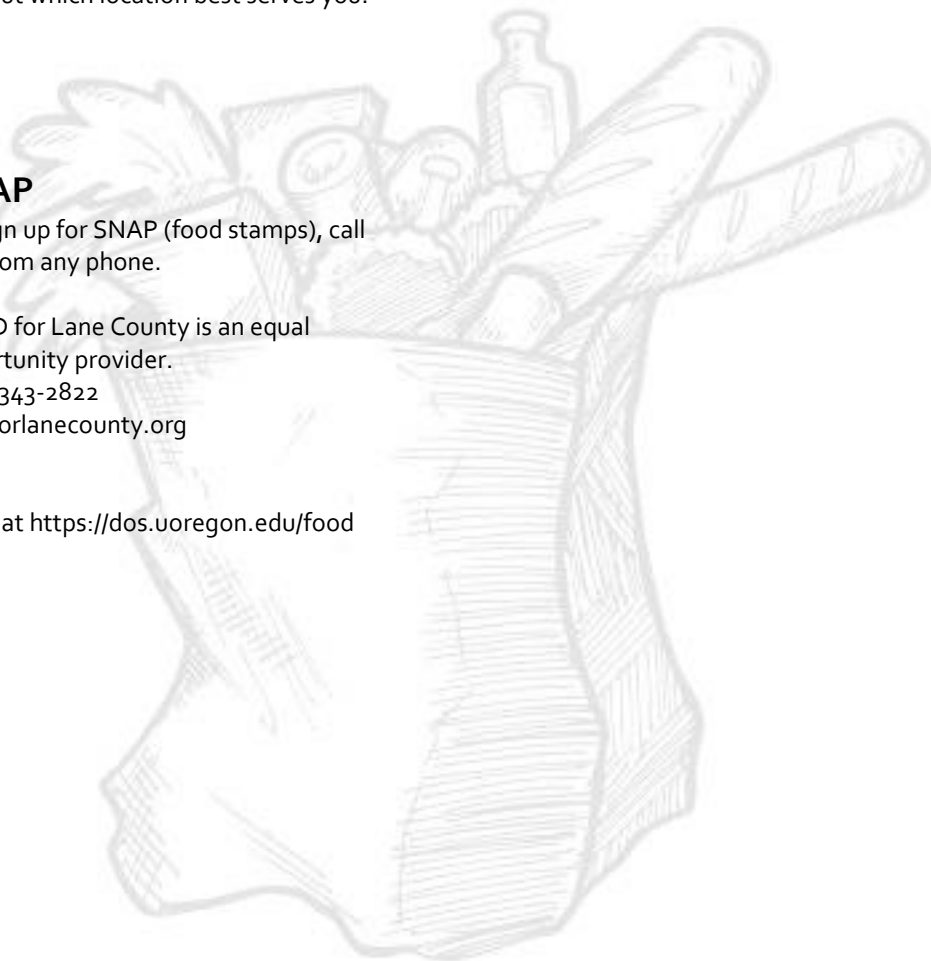 ot which location best serves you.
AP
gn up for SNAP (food stamps), call
om any phone.
D for Lane County is an equal
rtunity provider.
343-2822
orlanecounty.org
at https://dos.uoregon.edu/food